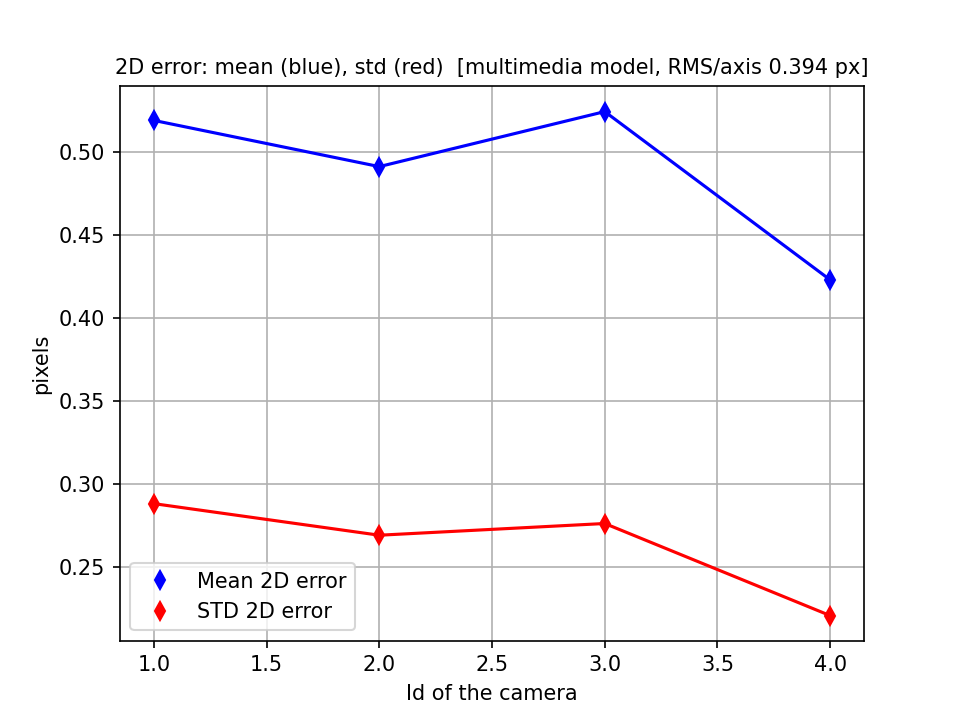 2D error: mean (blue), std (red)  [multimedia model, RMS/axis 0.394 px]
pixels
0.50
0.45
0.40
0.35
0.30
0.25
Mean 2D error
STD 2D error
1.0 1.5 2.0 2.5 3.0 3.5 4.0
Id of the camera